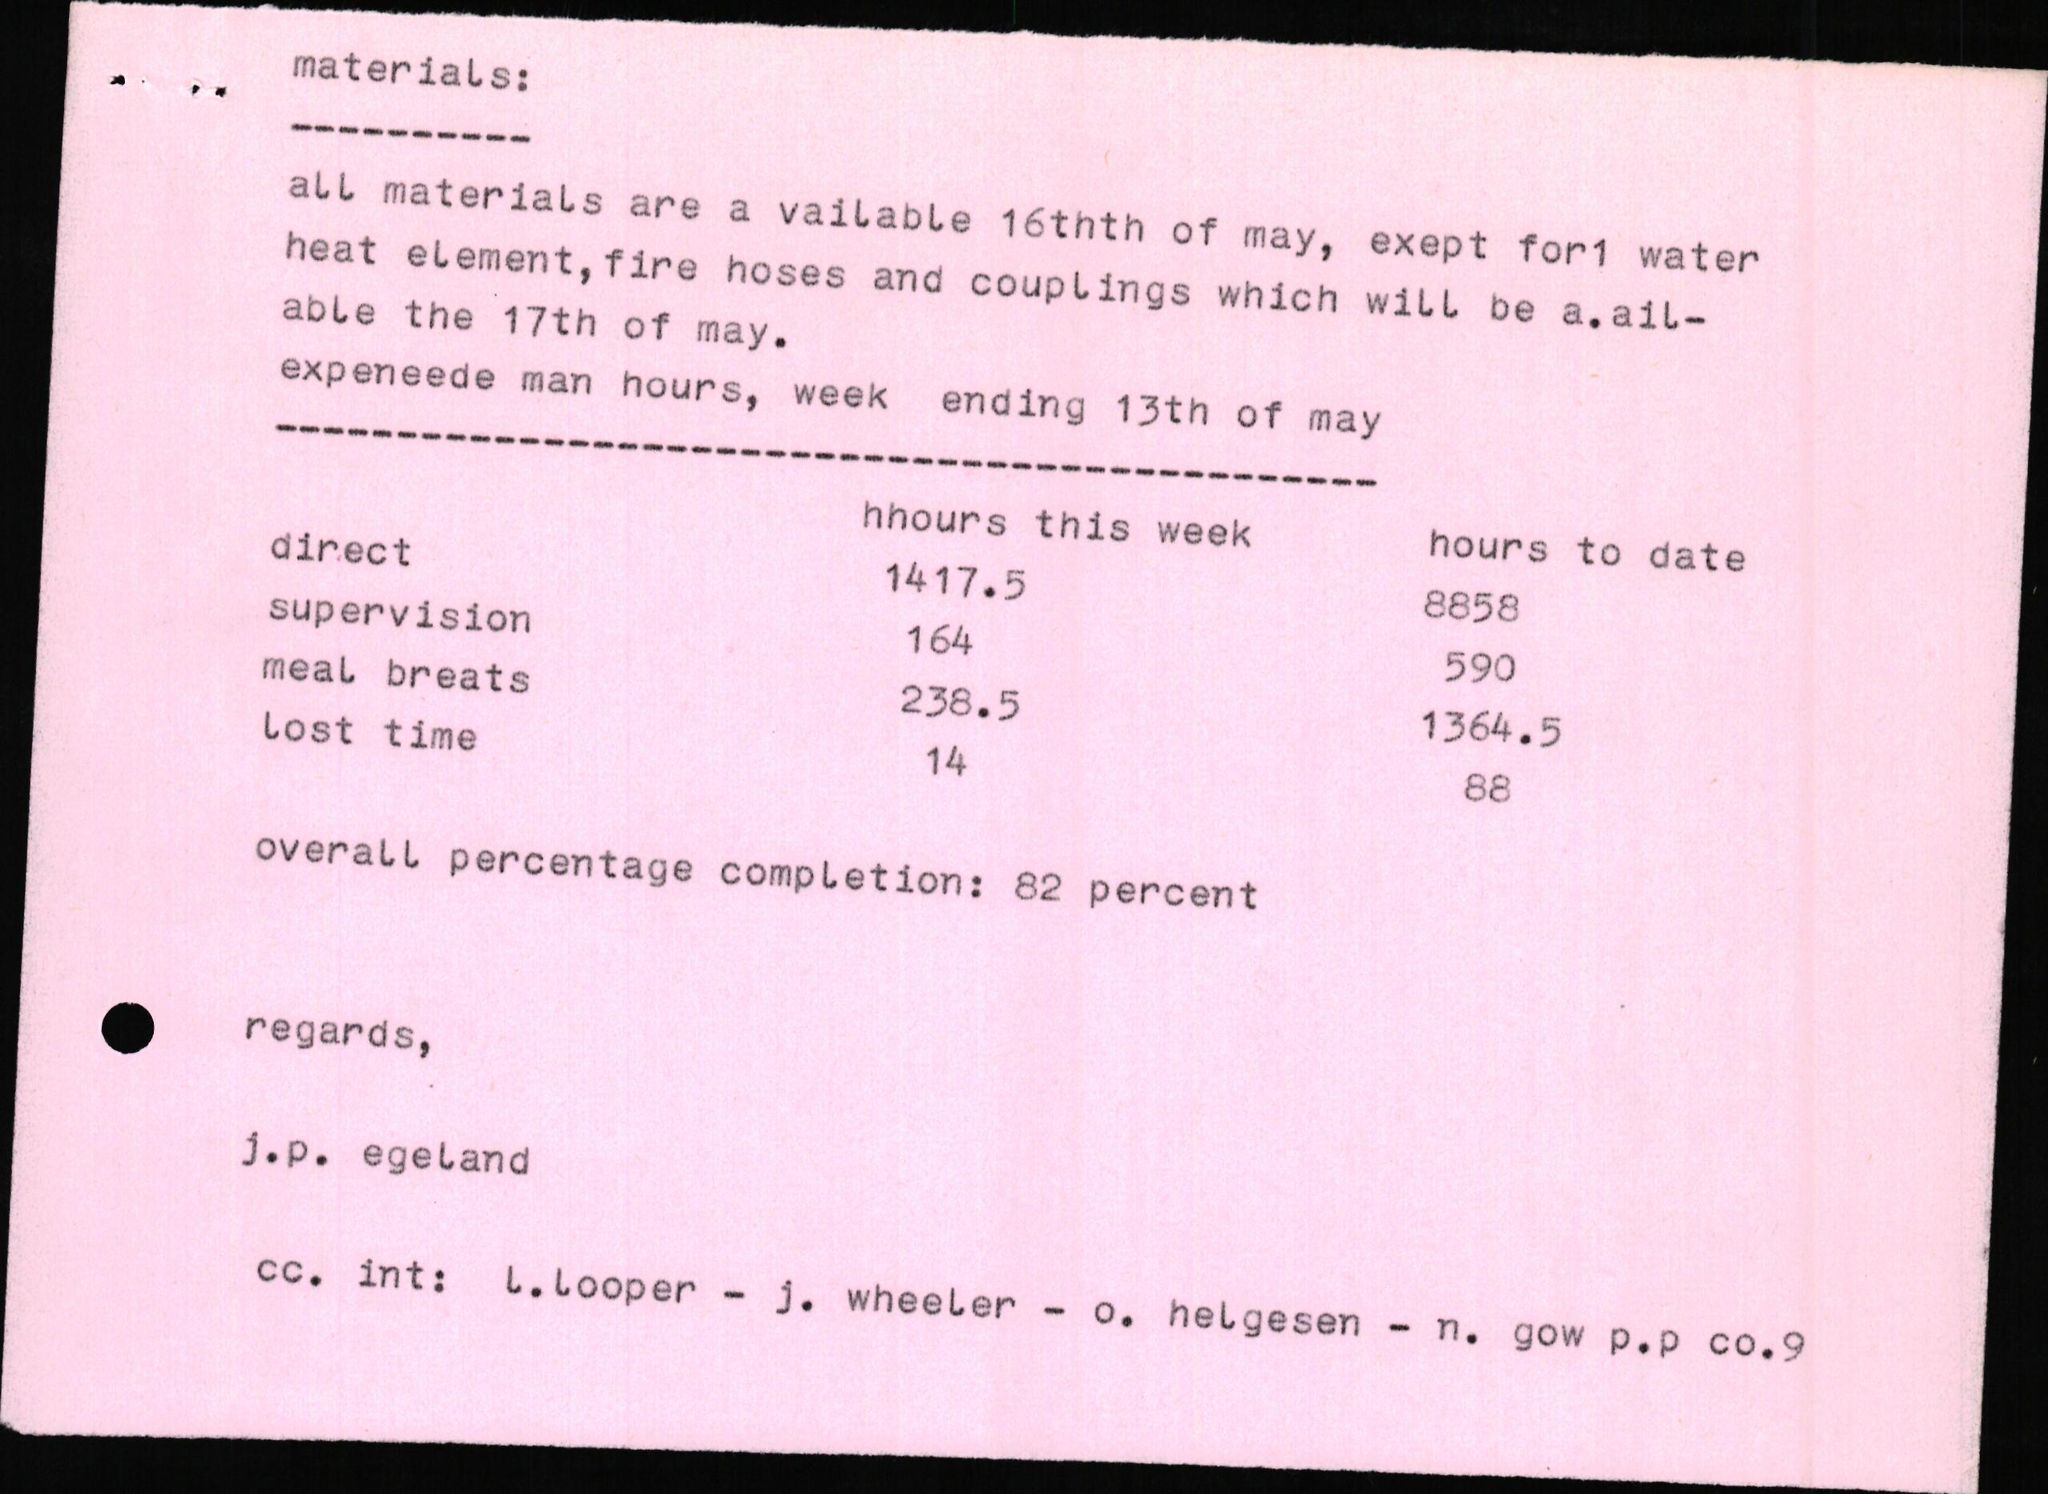 materials:
----------
all materials are a vailable 16thth of may, exept for1 water
heat element,fire hoses and couplings which will be a.ail-
able the 17th of may.
expeneede man hours, week  ending 13th of may
----------------------------------------------
hhours this week hours to date
direct 1417.5 8858
supervision 164 590
meal breats 238.5 1364.5
lost time 14 88
overall percentage completion: 82 percent
regards,
j.p. egeland
cc. int:  l.looper - j. wheeler - o. helgesen - n. gow p.p co.9